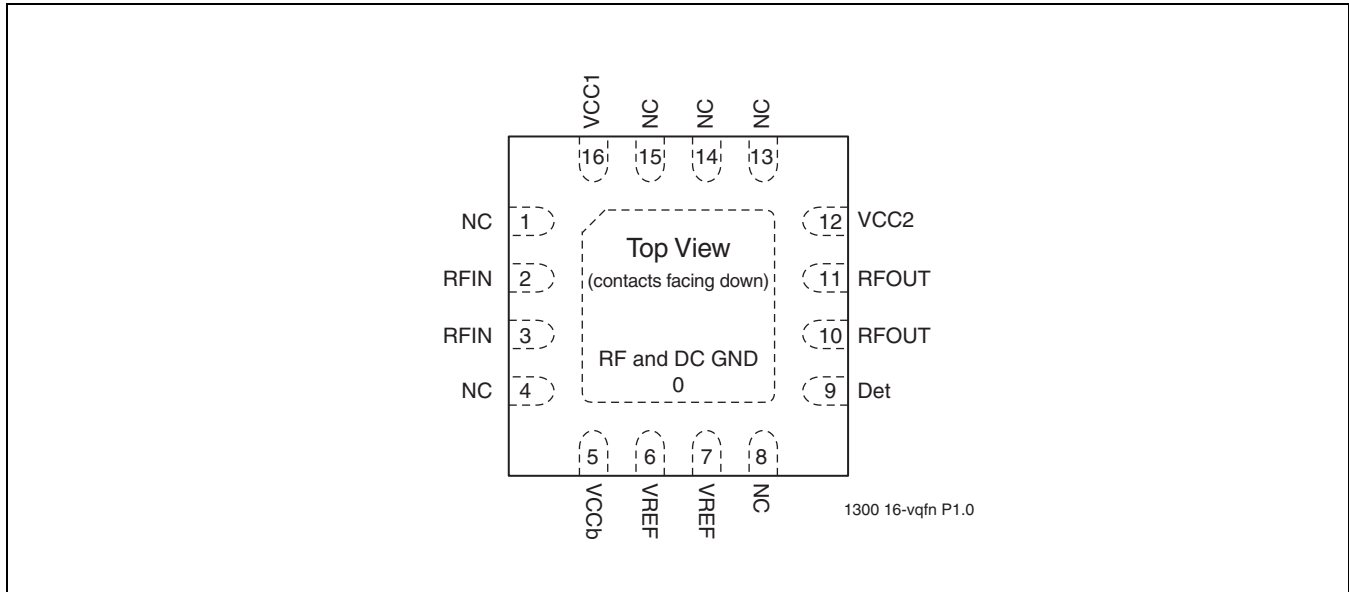 VCC1
NC
NC
NC
16
15
14
13
NC 1
RFIN 2
RFIN 3
NC 4
Top View
(contacts facing down)
RF and DC GND
0
12 VCC2
11 RFOUT
10 RFOUT
9 Det
5
6
7
8
VCCb
VREF
VREF
NC
1300 16-vqfn P1.0